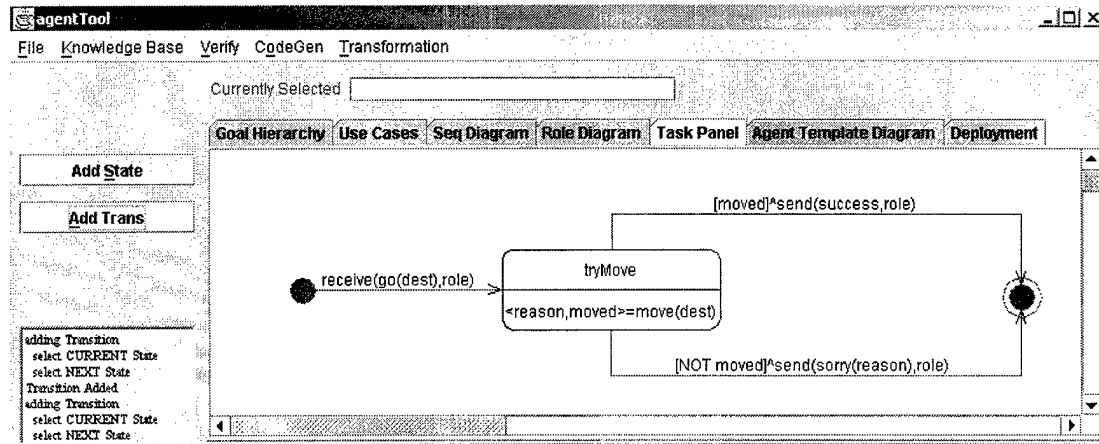 agentTool
File Knowledge Base Verify CodeGen Transformation
Currently Selected
Goal Hierarchy Use Cases Seq Diagram Role Diagram Task Panel Agent Template Diagram Deployment
Add State
Add Trans
[moved]^send(success,role)
receive(go(dest),role)
tryMove
<reason,moved>=move(dest)
[NOT moved]^send(sorry(reason),role)
adding Transition
select CURRENT State
select NEXT State
Transition Added
adding Transition
select CURRENT State
select NEXT State